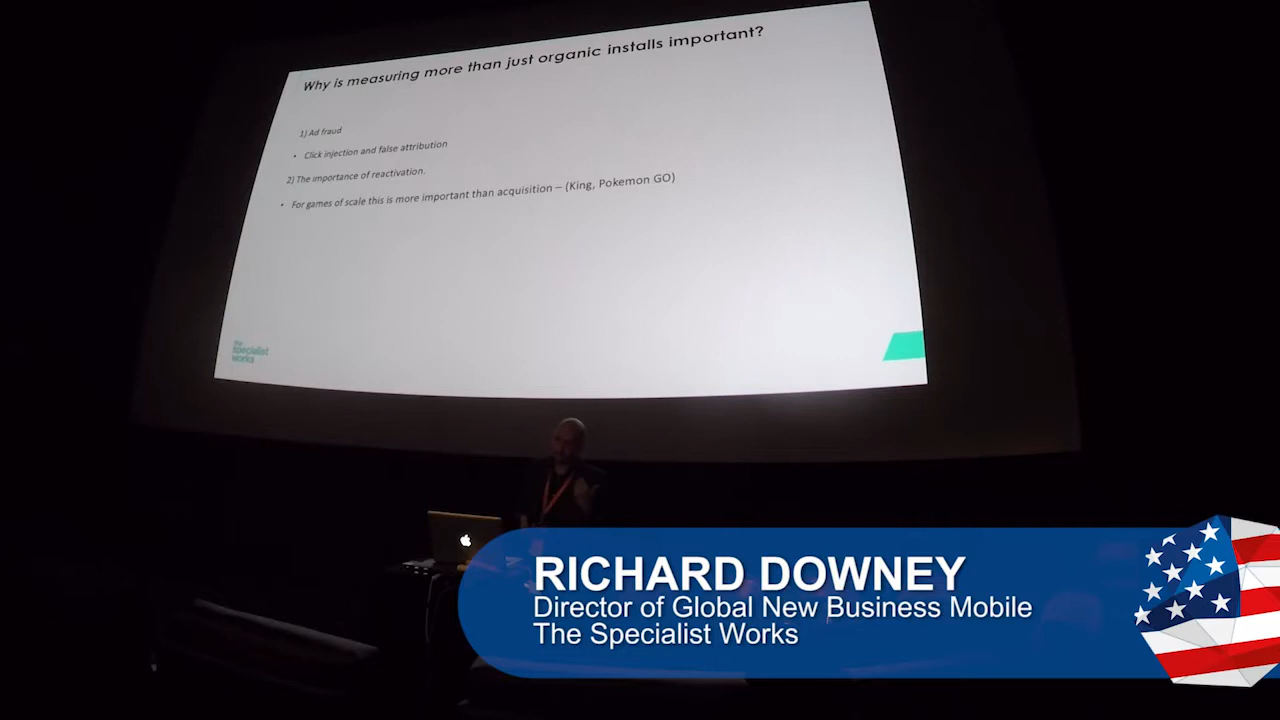 Why is measuring more than just organic installs important?
1) Ad fraud
• Click injection and false attribution
2) The importance of reactivation.
• For games of scale this is more important than acquisition – (King, Pokemon GO)
the
specialist
works
RICHARD DOWNEY
Director of Global New Business Mobile
The Specialist Works